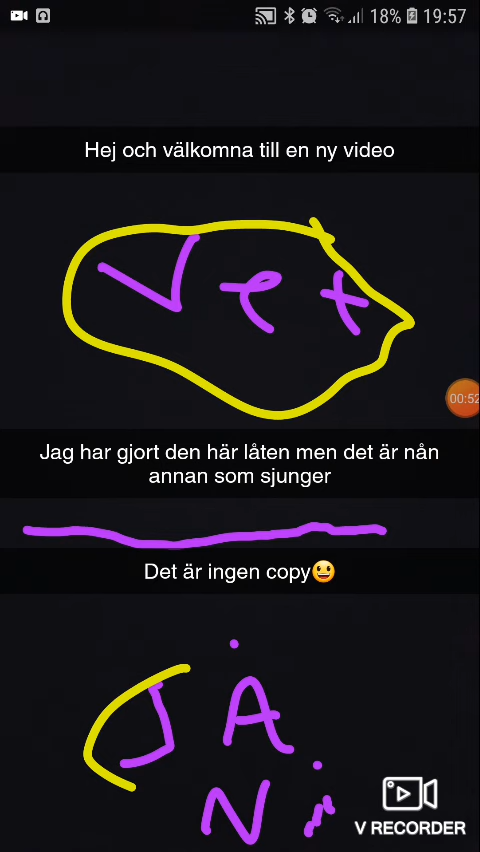 18% 19:57
Hej och välkomna till en ny video
Vet
00:52
Jag har gjort den här låten men det är nån
annan som sjunger
Det är ingen copy😀
JA
N
V RECORDER